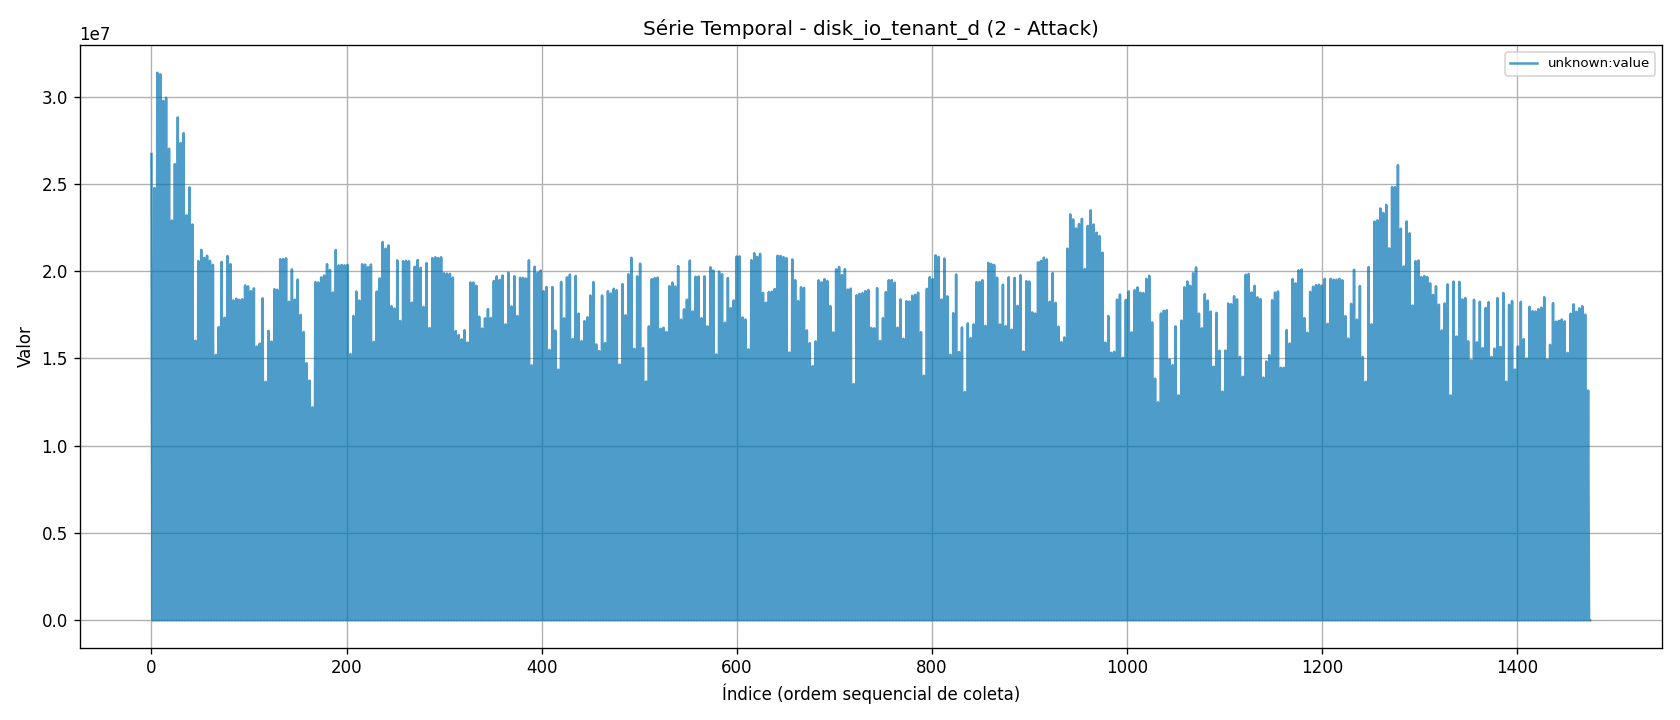 Série Temporal - disk_io_tenant_d (2 - Attack)
1e7
unknown:value
3.0
2.5
2.0
1.5
1.0
0.5
0.0
Valor
0 200 400 600 800 1000 1200 1400
Índice (ordem sequencial de coleta)